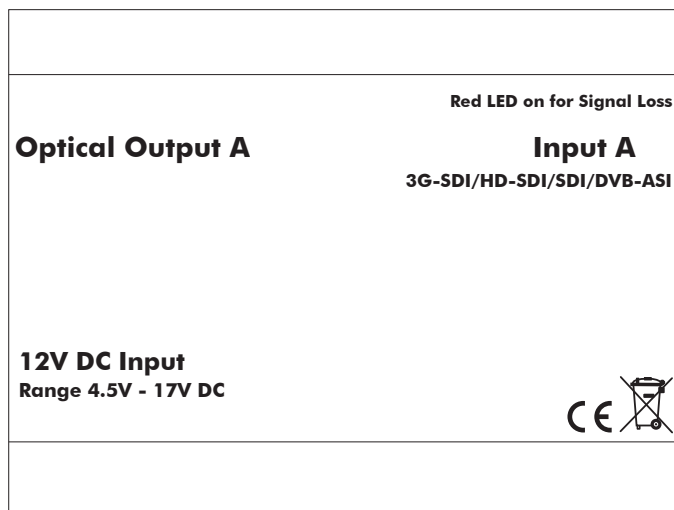 Red LED on for Signal Loss
Optical Output A
Input A
3G-SDI/HD-SDI/SDI/DVB-ASI
12V DC Input
Range 4.5V - 17V DC
CE